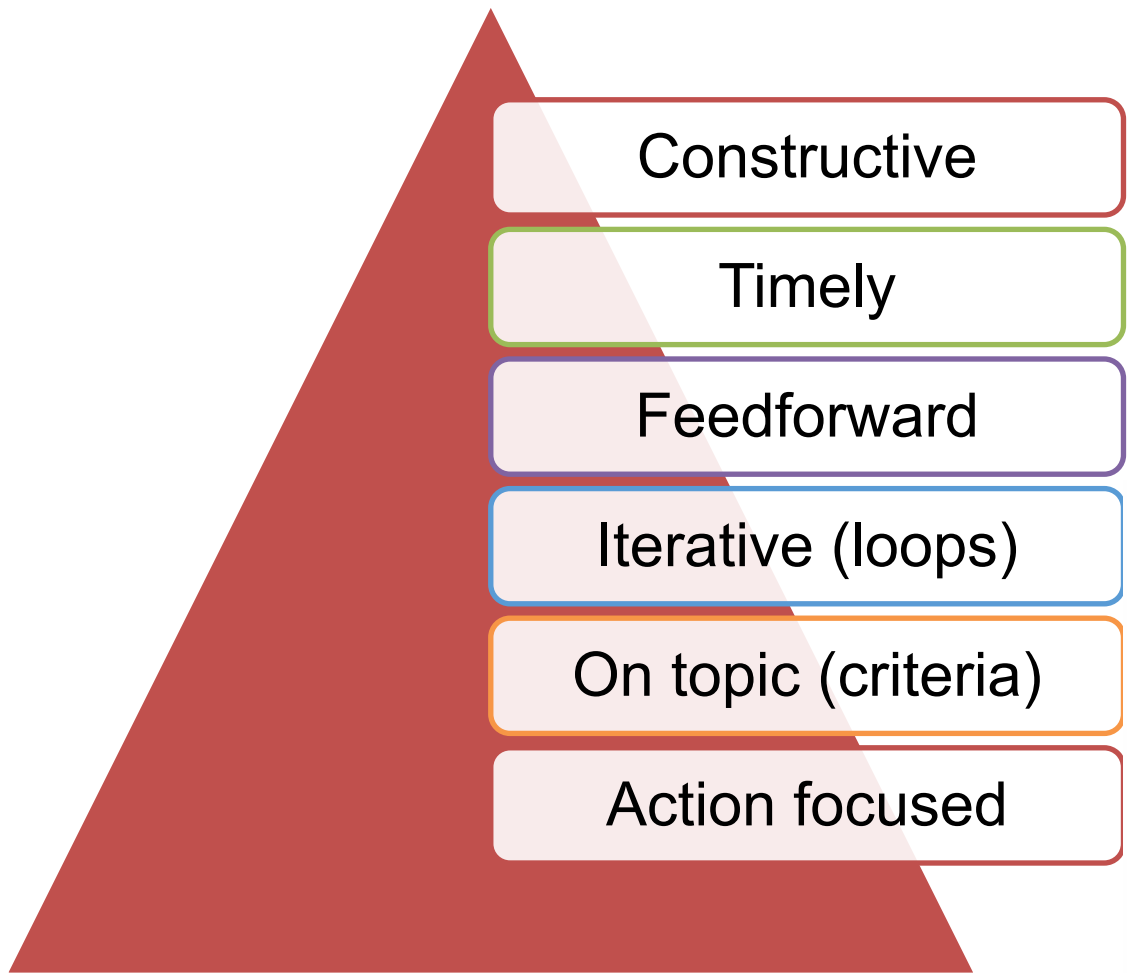 Constructive
Timely
Feedforward
Iterative (loops)
On topic (criteria)
Action focused